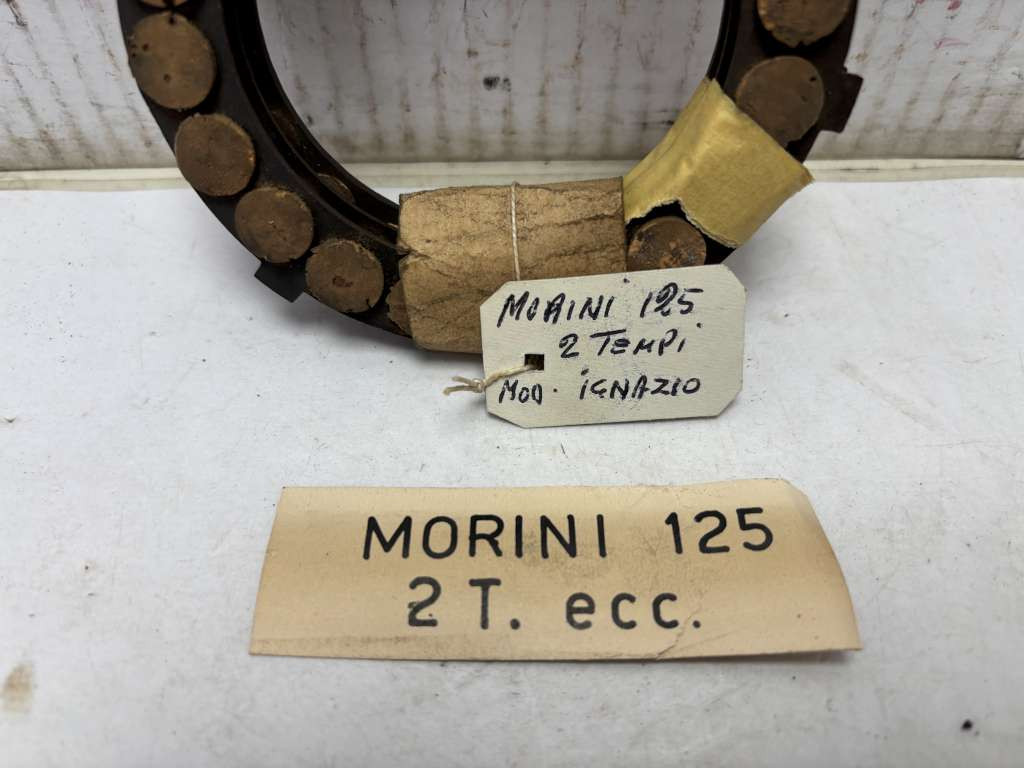 MORINI 125
2 TEMPi
MOD. iGNAZIO
MORINI 125
2 T. ecc.